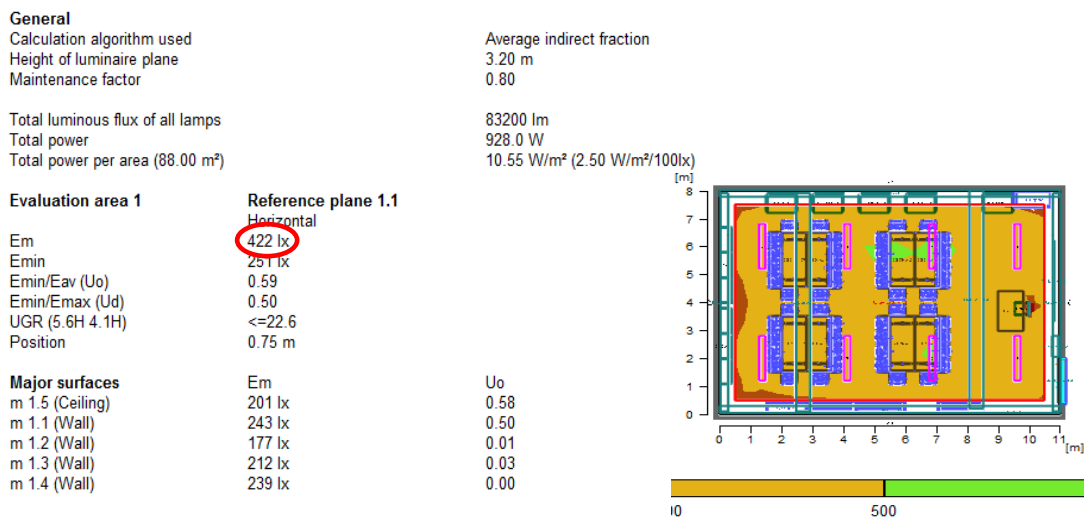 General
Calculation algorithm used Average indirect fraction
Height of luminaire plane 3.20 m
Maintenance factor 0.80
Total luminous flux of all lamps 83200 lm
Total power 928.0 W
Total power per area (88.00 m²) 10.55 W/m² (2.50 W/m²/100lx)
Evaluation area 1 Reference plane 1.1
Horizontal
Em 422 lx
Emin 251 lx
Emin/Eav (Uo) 0.59
Emin/Emax (Ud) 0.50
UGR (5.6H 4.1H) <=22.6
Position 0.75 m
Major surfaces Em Uo
m 1.5 (Ceiling) 201 lx 0.58
m 1.1 (Wall) 243 lx 0.50
m 1.2 (Wall) 177 lx 0.01
m 1.3 (Wall) 212 lx 0.03
m 1.4 (Wall) 239 lx 0.00
[m]
8
7
6
5
4
3
2
1
0
0 1 2 3 4 5 6 7 8 9 10 11 [m]
500